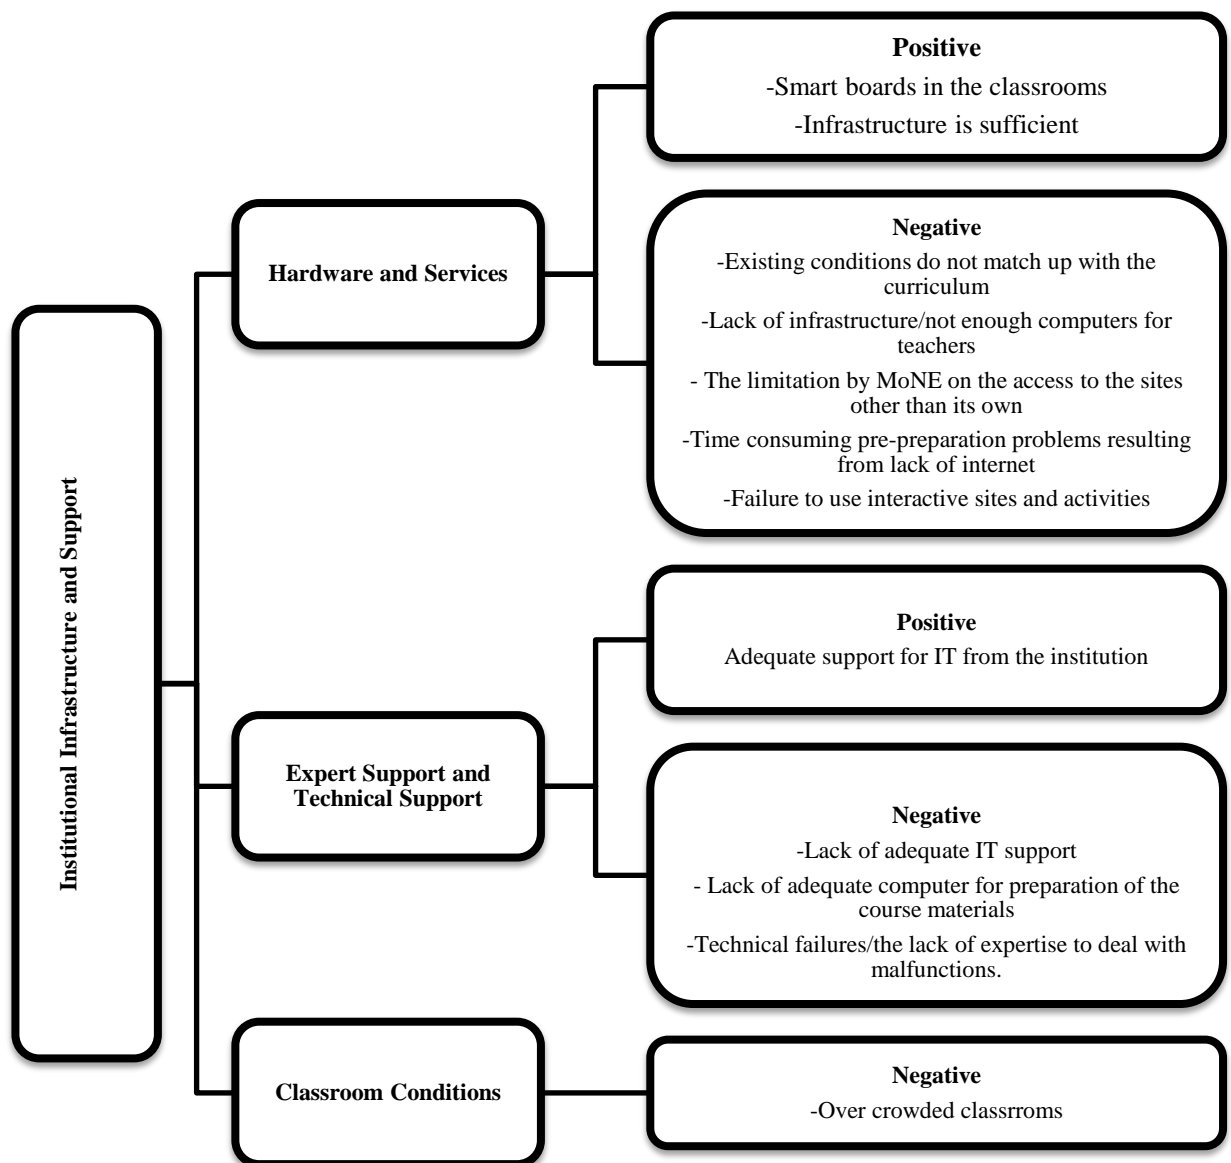 Institutional Infrastructure and Support
Hardware and Services
Positive
-Smart boards in the classrooms
-Infrastructure is sufficient
Negative
-Existing conditions do not match up with the
curriculum
-Lack of infrastructure/not enough computers for
teachers
- The limitation by MoNE on the access to the sites
other than its own
-Time consuming pre-preparation problems resulting
from lack of internet
-Failure to use interactive sites and activities
Expert Support and
Technical Support
Positive
Adequate support for IT from the institution
Negative
-Lack of adequate IT support
- Lack of adequate computer for preparation of the
course materials
-Technical failures/the lack of expertise to deal with
malfunctions.
Classroom Conditions
Negative
-Over crowded classrroms